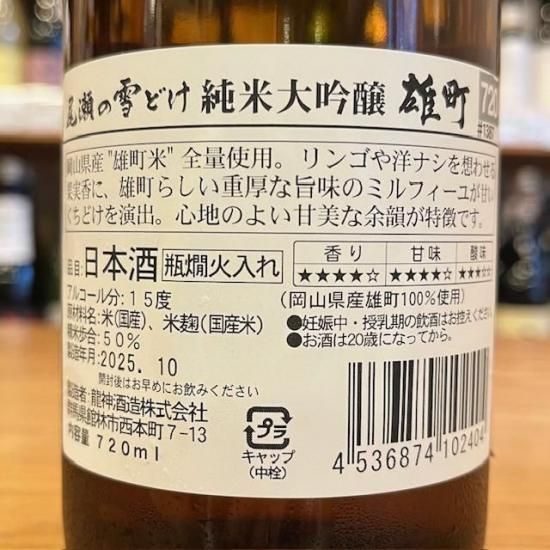 尾瀬の雪どけ 純米大吟醸 雄町 720
#1367
岡山県産"雄町米"全量使用。リンゴや洋ナシを想わせる
果実香に、雄町らしい重厚な旨味のミルフィーユが甘い
くちどけを演出。心地のよい甘美な余韻が特徴です。
品目:日本酒 瓶燗火入れ
香り 甘味 酸味
★★★★☆ ★★★★
アルコール分:15度
(岡山県産雄町100%使用)
原材料名:米(国産)、米麹(国産米)
●妊娠中・授乳期の飲酒はお控えく
精米歩合:50%
●お酒は20歳になってから。
製造年月:2025.10
開封後はお早めにお飲みください
製造者:龍神酒造株式会社
群馬県館林市西本町7-13
内容量 720ml
プラ
キャップ
(中栓)
4 536874 102404